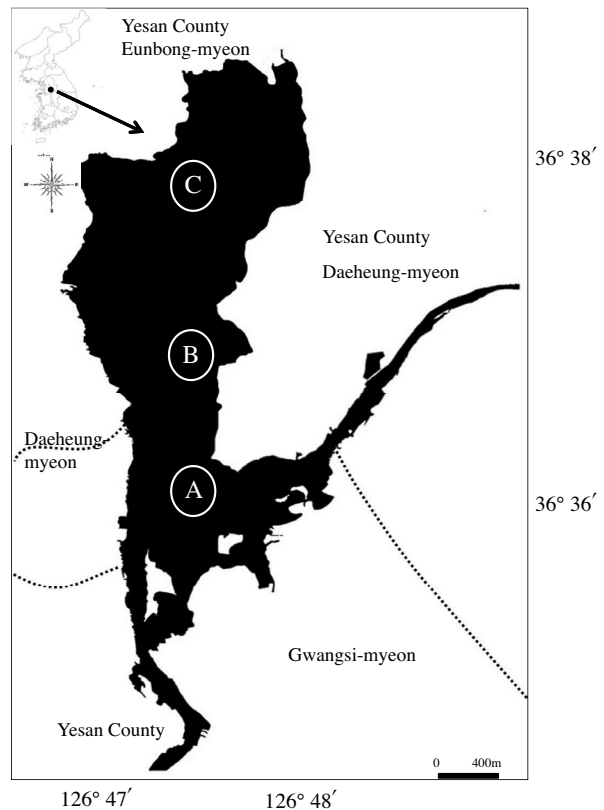 Yesan County
Eunbong-myeon
N
W
E
S
C
36° 38′
Yesan County
Daeheung-myeon
B
Daeheung-
myeon
A
36° 36′
Gwangsi-myeon
Yesan County
0 400m
126° 47′ 126° 48′